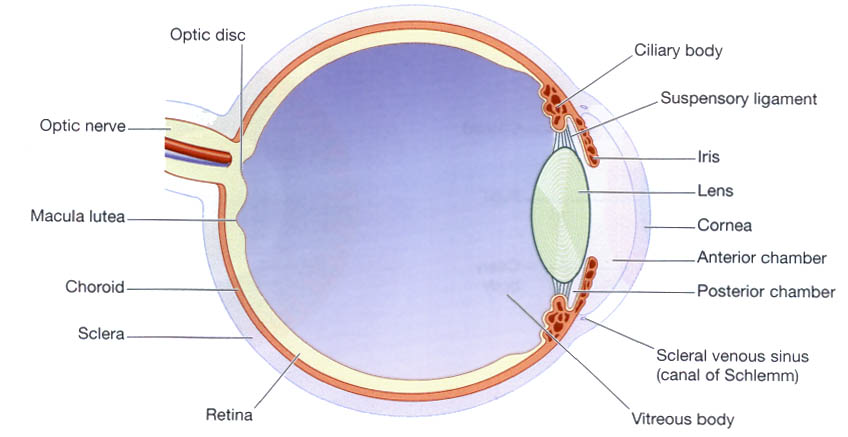 Optic disc
Optic nerve
Macula lutea
Choroid
Sclera
Retina
Ciliary body
Suspensory ligament
Iris
Lens
Cornea
Anterior chamber
Posterior chamber
Scleral venous sinus
(canal of Schlemm)
Vitreous body